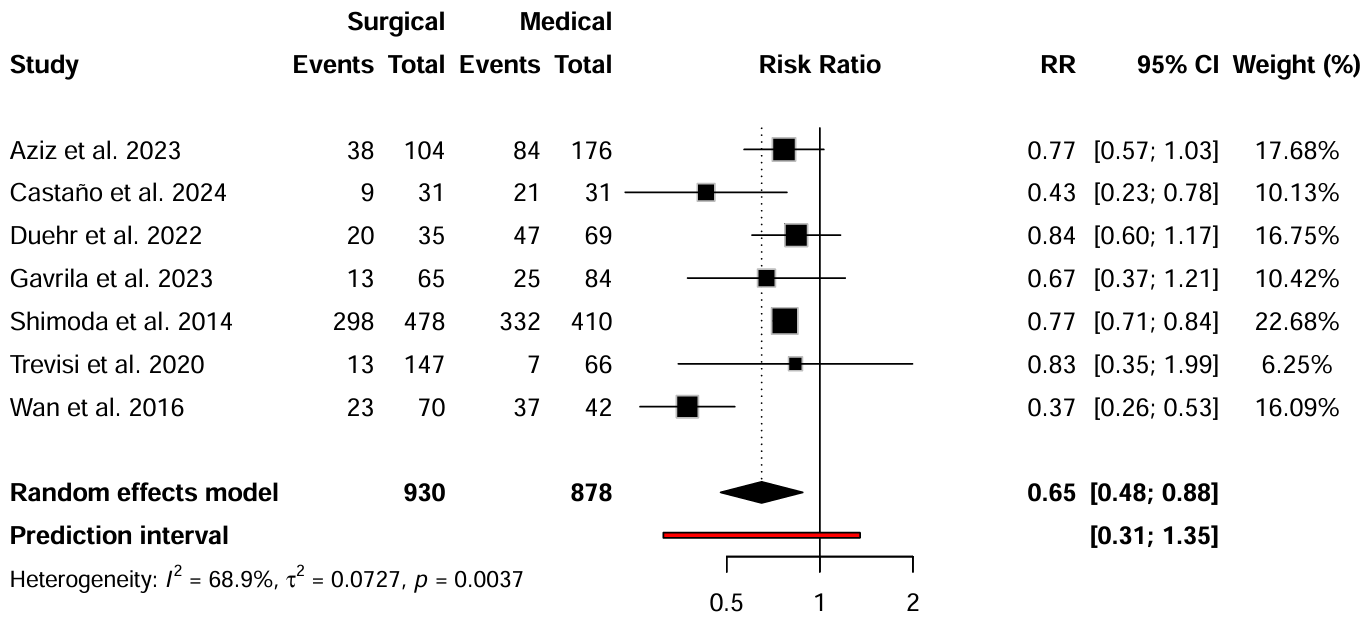 Surgical Medical
Study Events Total Events Total Risk Ratio RR 95% CI Weight (%)
Aziz et al. 2023 38 104 84 176 0.77 [0.57; 1.03] 17.68%
Castaño et al. 2024 9 31 21 31 0.43 [0.23; 0.78] 10.13%
Duehr et al. 2022 20 35 47 69 0.84 [0.60; 1.17] 16.75%
Gavrila et al. 2023 13 65 25 84 0.67 [0.37; 1.21] 10.42%
Shimoda et al. 2014 298 478 332 410 0.77 [0.71; 0.84] 22.68%
Trevisi et al. 2020 13 147 7 66 0.83 [0.35; 1.99] 6.25%
Wan et al. 2016 23 70 37 42 0.37 [0.26; 0.53] 16.09%
Random effects model 930 878 0.65 [0.48; 0.88]
Prediction interval [0.31; 1.35]
Heterogeneity: I² = 68.9%, τ² = 0.0727, p = 0.0037
0.5 1 2